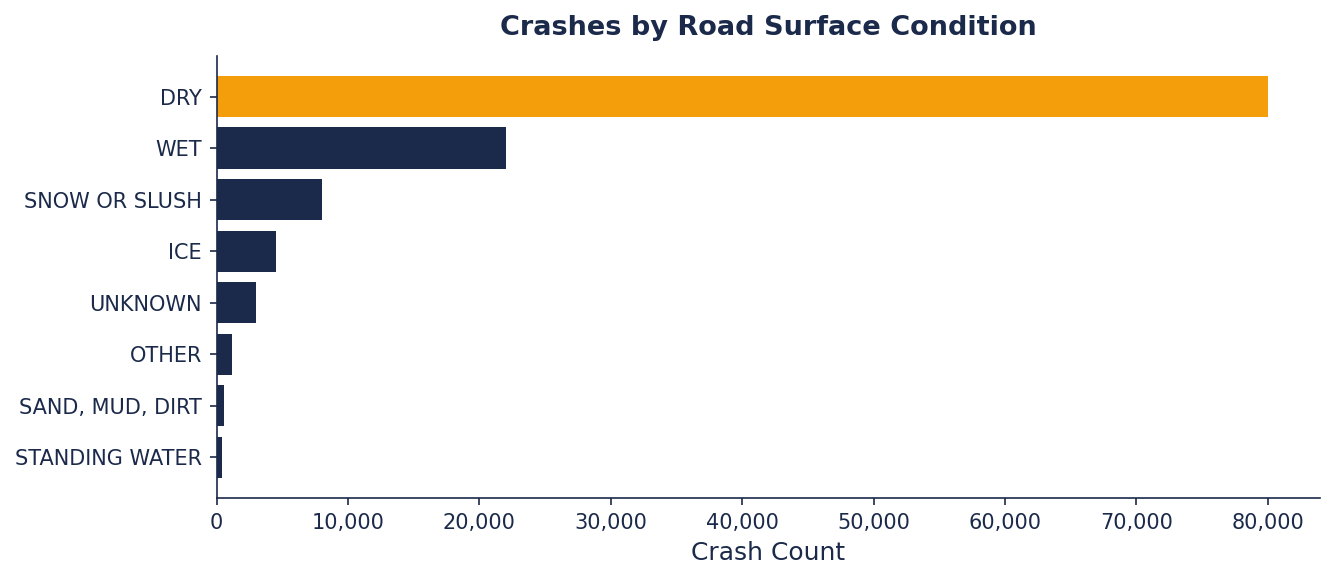 Crashes by Road Surface Condition
DRY
WET
SNOW OR SLUSH
ICE
UNKNOWN
OTHER
SAND, MUD, DIRT
STANDING WATER
0 10,000 20,000 30,000 40,000 50,000 60,000 70,000 80,000
Crash Count